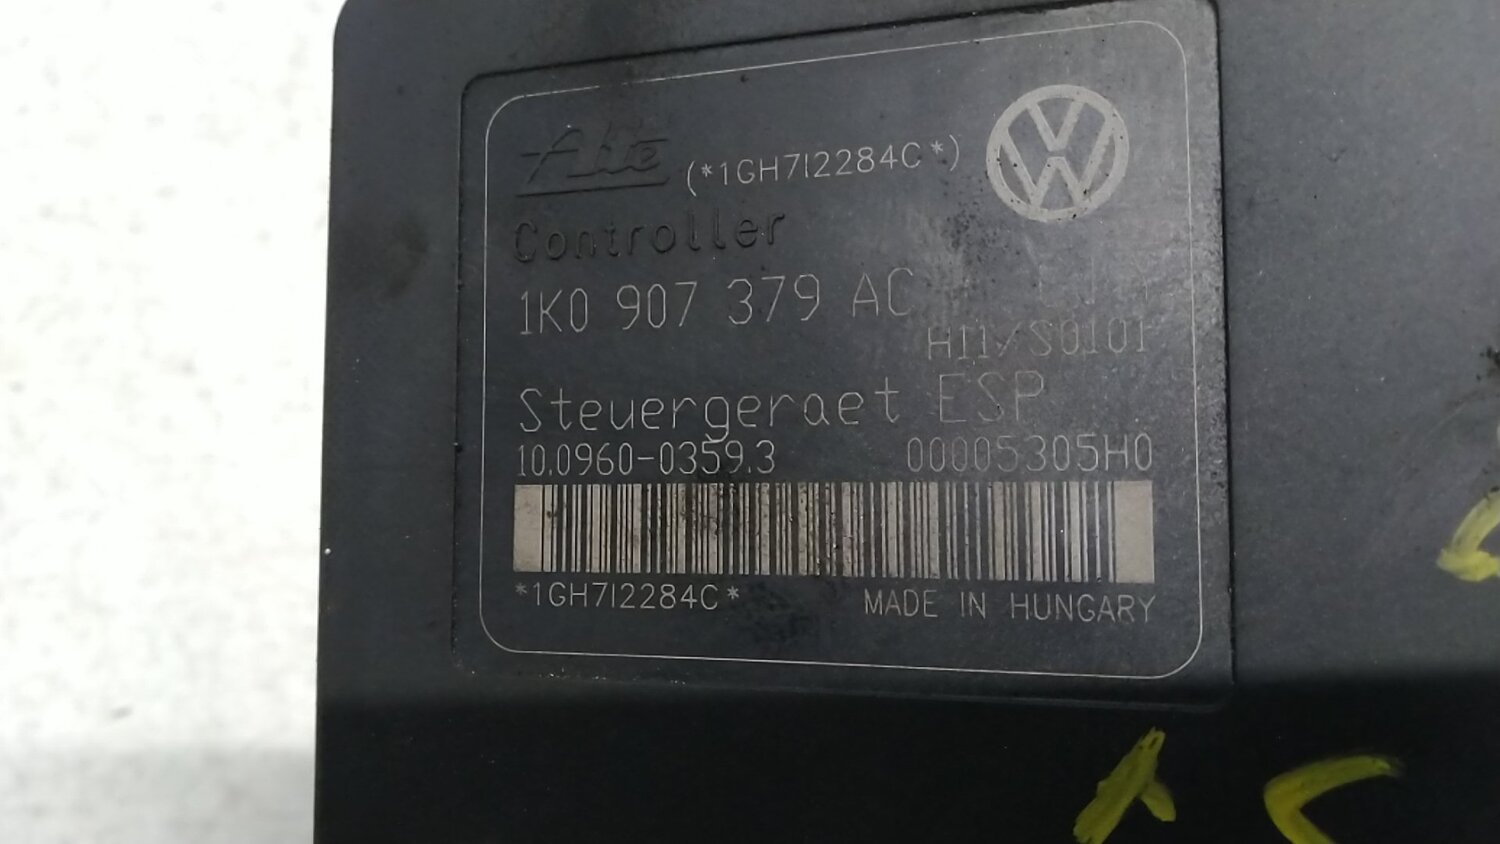 Ate (*1GH7I2284C*)
Controller
1K0 907 379 AC
H11/S0101
Steuergeraet ESP
10.0960-0359.3 00005305H0
*1GH7I2284C* MADE IN HUNGARY